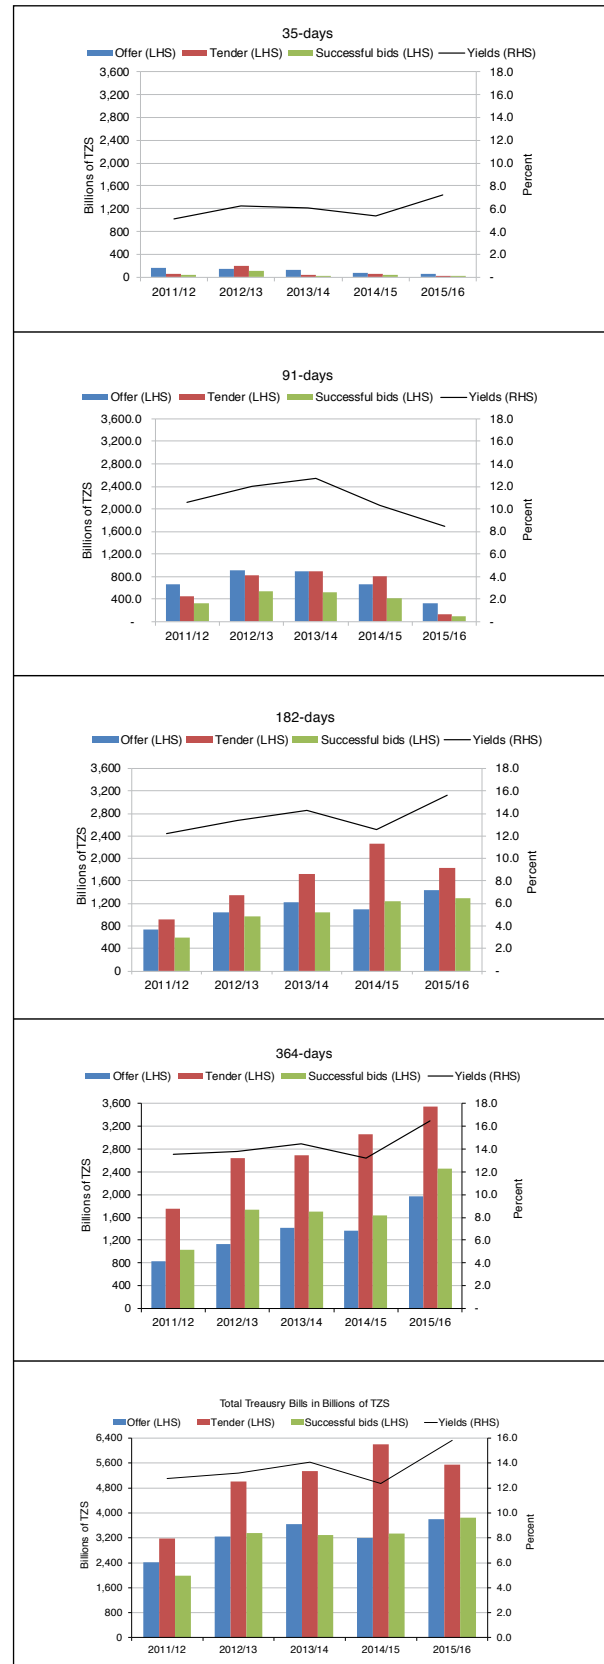 35-days
Offer (LHS) Tender (LHS) Successful bids (LHS) Yields (RHS)
3,600 18.0
3,200 16.0
2,800 14.0
2,400 12.0
2,000 10.0
1,600 8.0
1,200 6.0
800 4.0
400 2.0
0 -
Billions of TZS
Percent
2011/12 2012/13 2013/14 2014/15 2015/16
91-days
Offer (LHS) Tender (LHS) Successful bids (LHS) Yields (RHS)
3,600.0 18.0
3,200.0 16.0
2,800.0 14.0
2,400.0 12.0
2,000.0 10.0
1,600.0 8.0
1,200.0 6.0
800.0 4.0
400.0 2.0
- -
Billions of TZS
Percent
2011/12 2012/13 2013/14 2014/15 2015/16
182-days
Offer (LHS) Tender (LHS) Successful bids (LHS) Yields (RHS)
3,600 18.0
3,200 16.0
2,800 14.0
2,400 12.0
2,000 10.0
1,600 8.0
1,200 6.0
800 4.0
400 2.0
0 -
Billions of TZS
Percent
2011/12 2012/13 2013/14 2014/15 2015/16
364-days
Offer (LHS) Tender (LHS) Successful bids (LHS) Yields (RHS)
3,600 18.0
3,200 16.0
2,800 14.0
2,400 12.0
2,000 10.0
1,600 8.0
1,200 6.0
800 4.0
400 2.0
0 -
Billions of TZS
Percent
2011/12 2012/13 2013/14 2014/15 2015/16
Total Treausry Bills in Billions of TZS
Offer (LHS) Tender (LHS) Successful bids (LHS) Yields (RHS)
6,400 16.0
5,600 14.0
4,800 12.0
4,000 10.0
3,200 8.0
2,400 6.0
1,600 4.0
800 2.0
0 0.0
Billions of TZS
Percent
2011/12 2012/13 2013/14 2014/15 2015/16